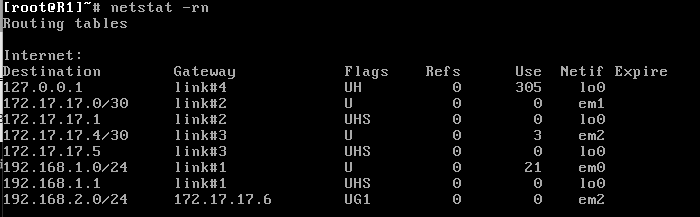 [root@R1]~# netstat -rn
Routing tables

Internet:
Destination        Gateway            Flags    Refs      Use  Netif Expire
127.0.0.1          link#4             UH          0      305    lo0
172.17.17.0/30     link#2             U           0        0    em1
172.17.17.1        link#2             UHS         0        0    lo0
172.17.17.4/30     link#3             U           0        3    em2
172.17.17.5        link#3             UHS         0        0    lo0
192.168.1.0/24     link#1             U           0       21    em0
192.168.1.1        link#1             UHS         0        0    lo0
192.168.2.0/24     172.17.17.6        UG1         0        0    em2